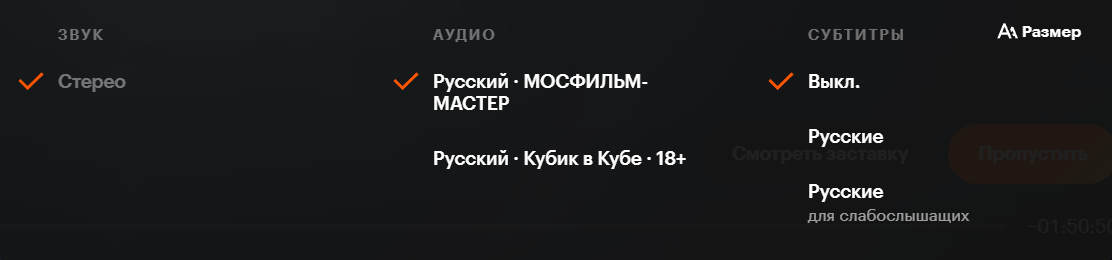 ЗВУК
Стерео
АУДИО
Русский · МОСФИЛЬМ-
МАСТЕР
Русский · Кубик в Кубе · 18+
СУБТИТРЫ
Размер
Выкл.
Русские
Русские
для слабослышащих
Смотреть заставку
Пропустить